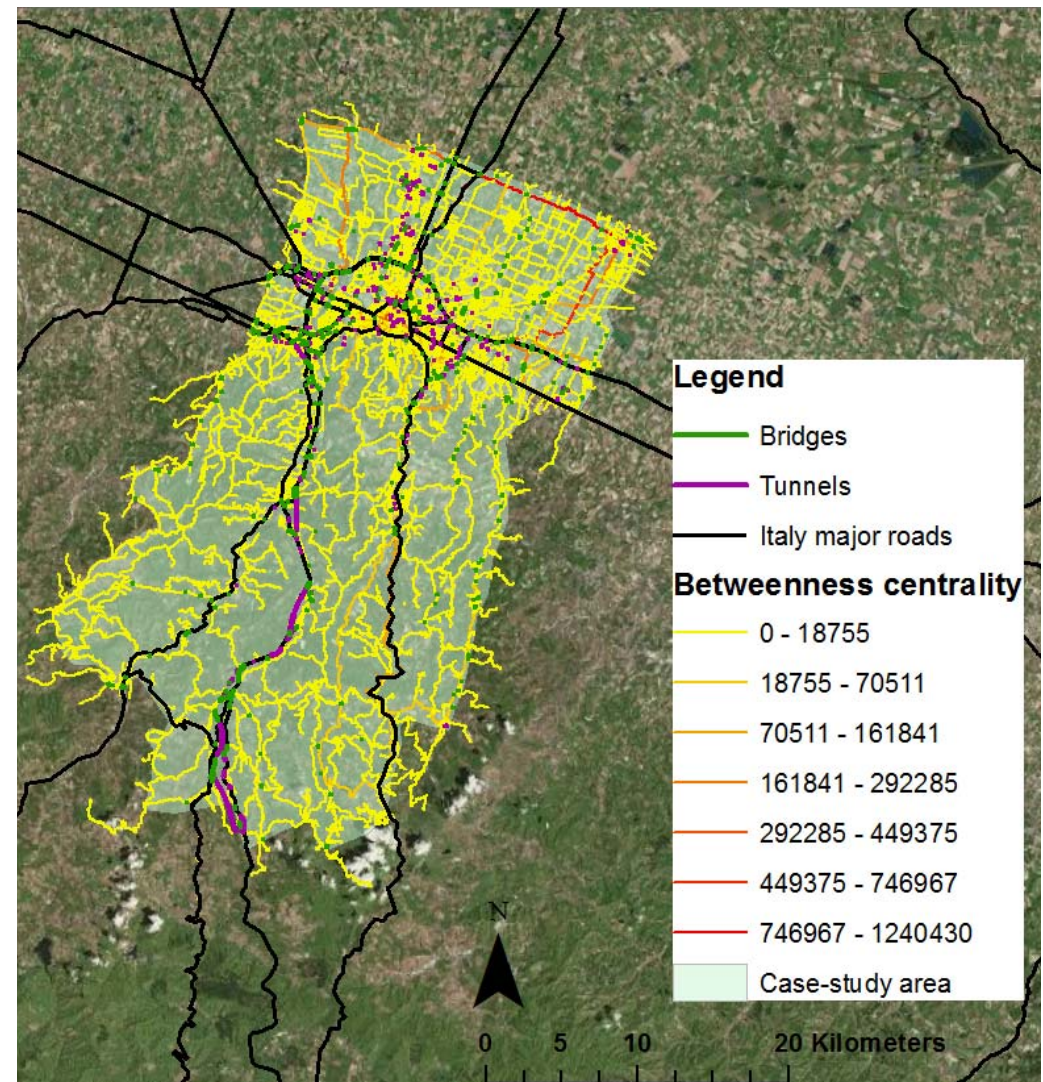 Legend
Bridges
Tunnels
Italy major roads
Betweenness centrality
0 - 18755
18755 - 70511
70511 - 161841
161841 - 292285
292285 - 449375
449375 - 746967
746967 - 1240430
Case-study area
N
0 5 10 20 Kilometers